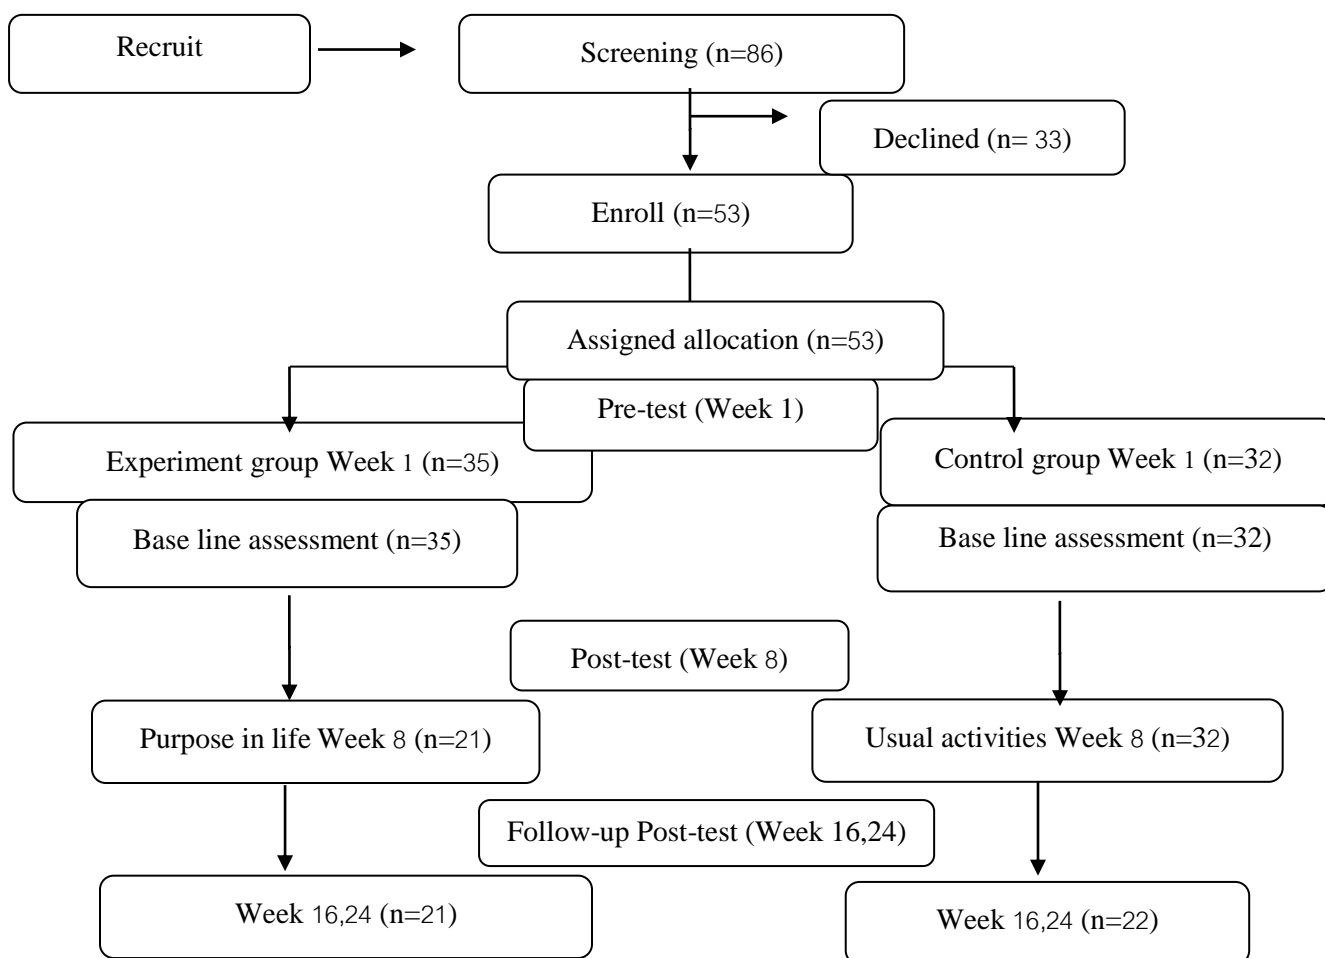 Recruit
Screening (n=86)
Declined (n= 33)
Enroll (n=53)
Assigned allocation (n=53)
Pre-test (Week 1)
Experiment group Week 1 (n=35)
Control group Week 1 (n=32)
Base line assessment (n=35)
Base line assessment (n=32)
Post-test (Week 8)
Purpose in life Week 8 (n=21)
Usual activities Week 8 (n=32)
Follow-up Post-test (Week 16,24)
Week 16,24 (n=21)
Week 16,24 (n=22)